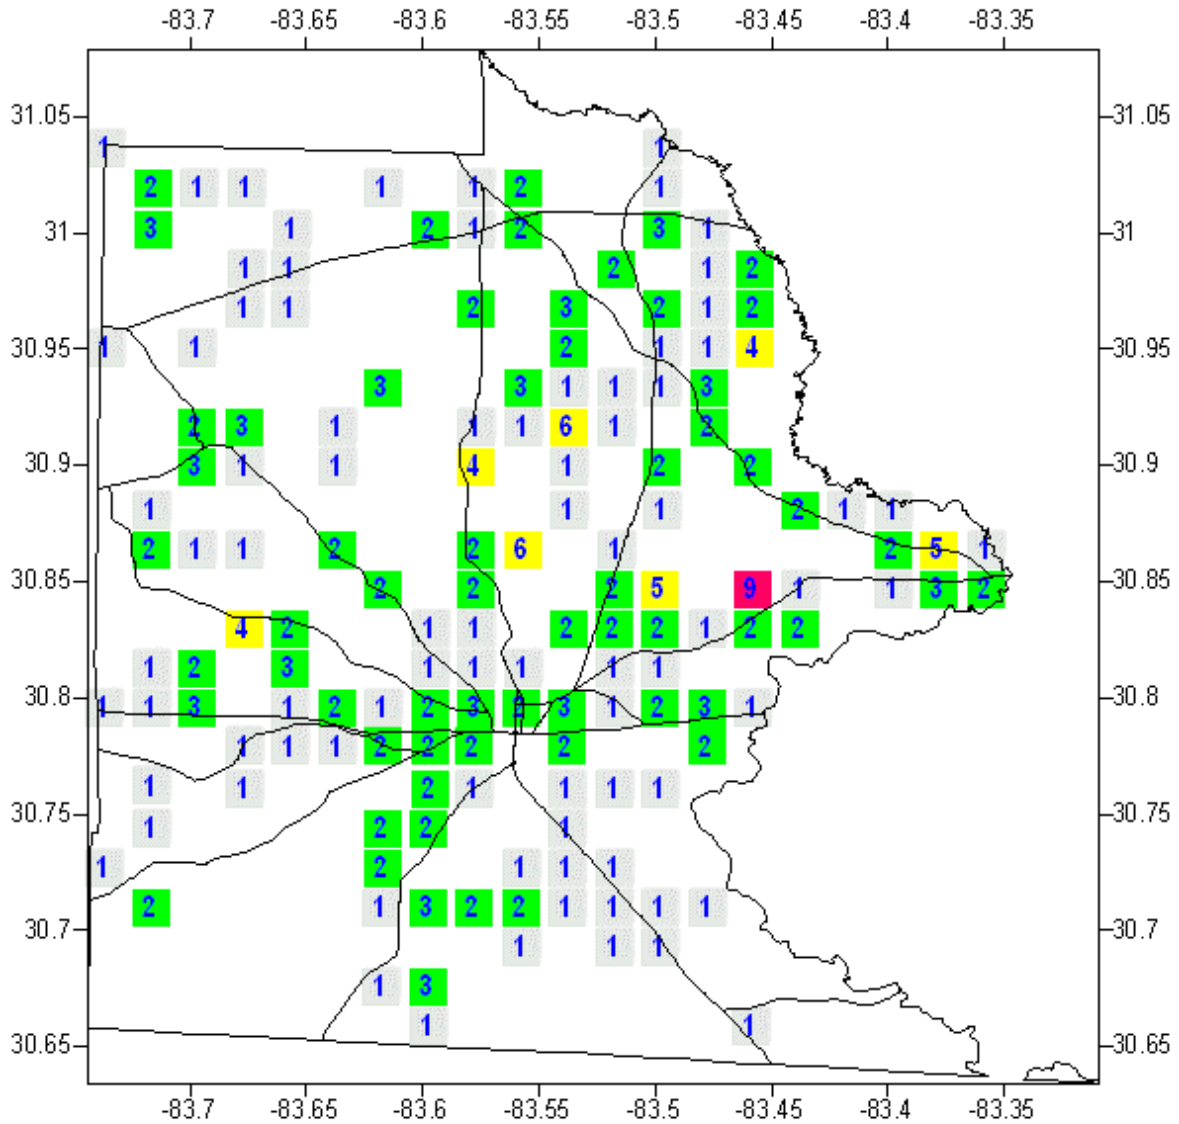 -83.7 -83.65 -83.6 -83.55 -83.5 -83.45 -83.4 -83.35
31.05 31.05
1 1
2 1 1 1 1 2 1
3 1 2 1 2 3 1
31 31
1 1 2 1 2
1 1 2 3 2 1 2
30.95 1 1 2 1 1 4 30.95
3 3 1 1 1 3
2 3 1 1 1 6 1 2
30.9 3 1 1 4 1 2 2 30.9
1 1 1 2 1 1
2 1 1 2 2 6 1 2 5 1
30.85 2 2 2 5 9 1 1 3 2 30.85
4 2 1 1 2 2 2 1 2 2
1 2 3 1 1 1 1 1
30.8 1 1 3 1 2 1 2 3 2 3 1 2 3 1 30.8
1 1 1 2 2 2 2 2
1 1 2 1 1 1 1
30.75 1 2 2 1 30.75
1 2 1 1 1
2 1 3 2 2 1 1 1 1
30.7 30.7
1 1 1
1 3
1 1
30.65 30.65
-83.7 -83.65 -83.6 -83.55 -83.5 -83.45 -83.4 -83.35